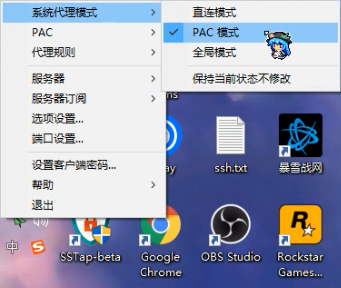 系统代理模式
PAC
代理规则
服务器
服务器订阅
选项设置...
端口设置...
设置客户端密码...
帮助
退出
直连模式
PAC 模式
全局模式
保持当前状态不修改
ns
ay
ssh.txt
暴雪战网
中
SSTap-beta
Google
Chrome
OBS Studio
Rockstar
Games...